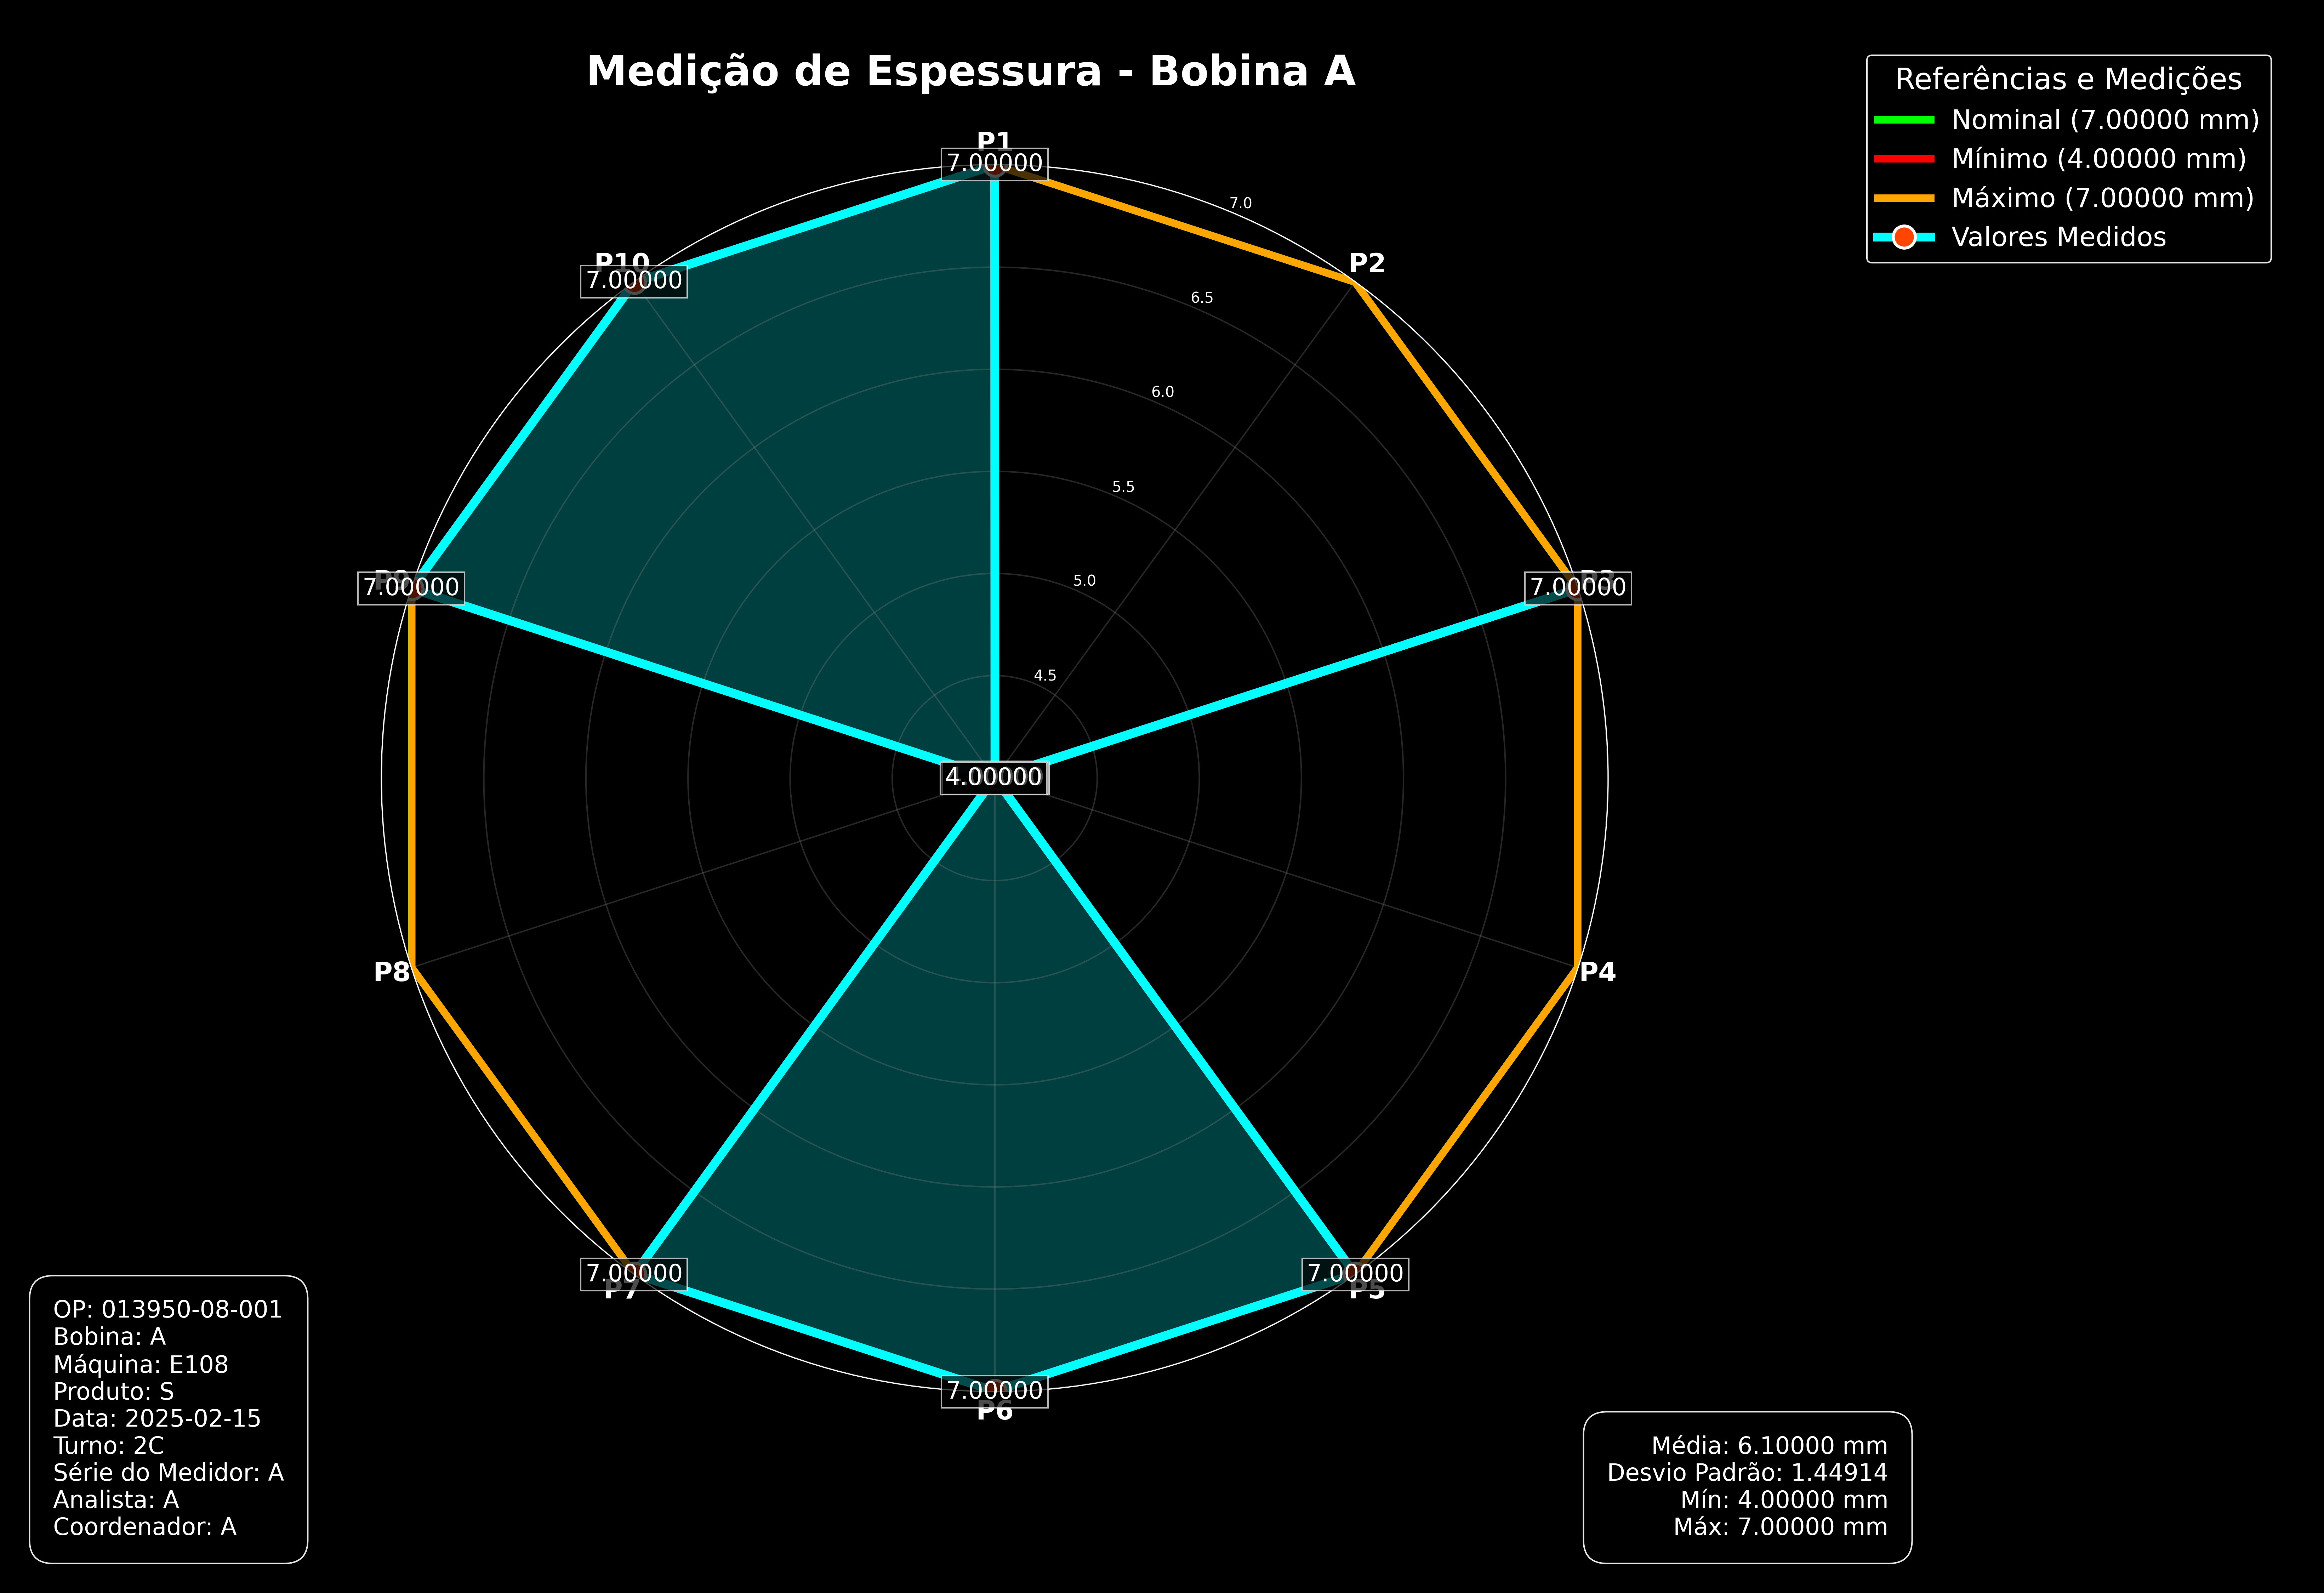 Medição de Espessura - Bobina A
Referências e Medições
Nominal (7.00000 mm)
Mínimo (4.00000 mm)
Máximo (7.00000 mm)
Valores Medidos
P1
7.00000
7.0
P10
7.00000
P2
6.5
6.0
5.5
5.0
P9
7.00000
P3
7.00000
4.5
4.00000
P8
P4
7.00000
P7
7.00000
P5
7.00000
P6
OP: 013950-08-001
Bobina: A
Máquina: E108
Produto: S
Data: 2025-02-15
Turno: 2C
Série do Medidor: A
Analista: A
Coordenador: A
Média: 6.10000 mm
Desvio Padrão: 1.44914
Mín: 4.00000 mm
Máx: 7.00000 mm